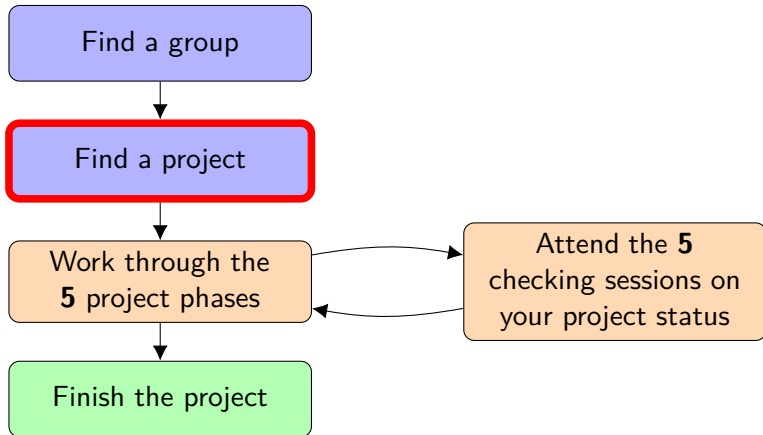 Find a group
Find a project
Work through the
5 project phases
Attend the 5
checking sessions on
your project status
Finish the project